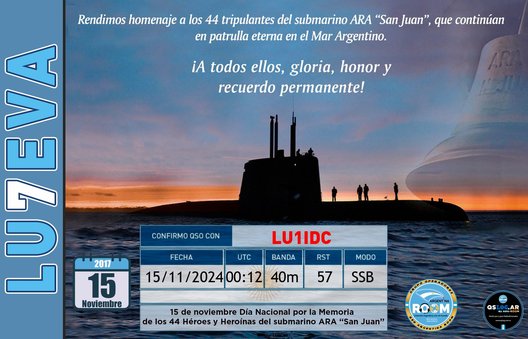 Rendimos homenaje a los 44 tripulantes del submarino ARA “San Juan”, que continúan
en patrulla eterna en el Mar Argentino.
¡A todos ellos, gloria, honor y
recuerdo permanente!
LU7EVA
ARA
CONFIRMO QSO CON
LU1IDC
FECHA UTC BANDA RST MODO
15/11/2024 00:12 40m 57 SSB
2017
15
Noviembre
15 de noviembre Día Nacional por la Memoria
de los 44 Héroes y Heroínas del submarino ARA “San Juan”
ARGENTINA
ROOM